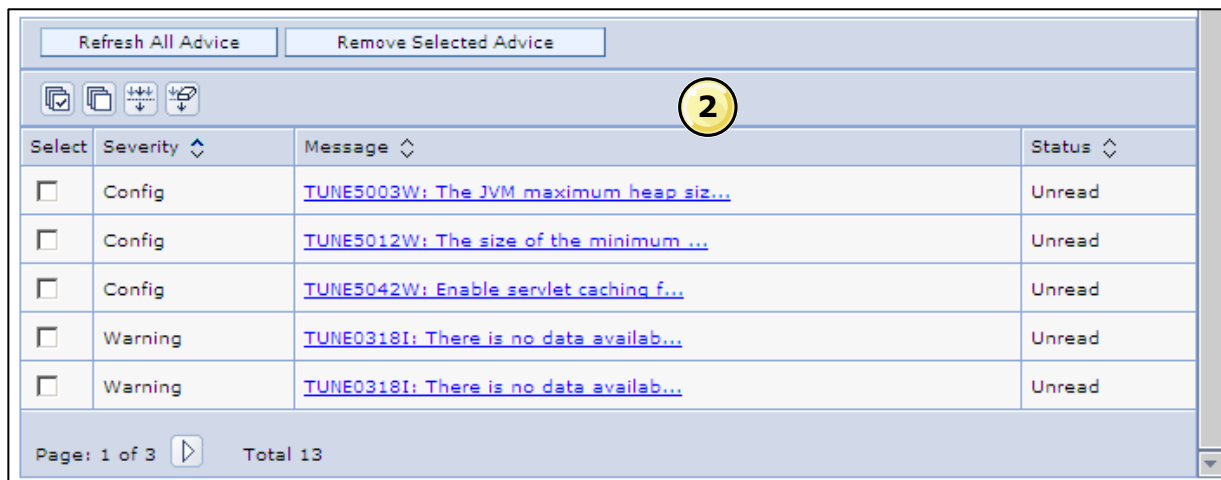 Refresh All Advice Remove Selected Advice
2
Select Severity Message Status
Config TUNE5003W: The JVM maximum heap siz... Unread
Config TUNE5012W: The size of the minimum ... Unread
Config TUNE5042W: Enable servlet caching f... Unread
Warning TUNE0318I: There is no data availab... Unread
Warning TUNE0318I: There is no data availab... Unread
Page: 1 of 3 Total 13